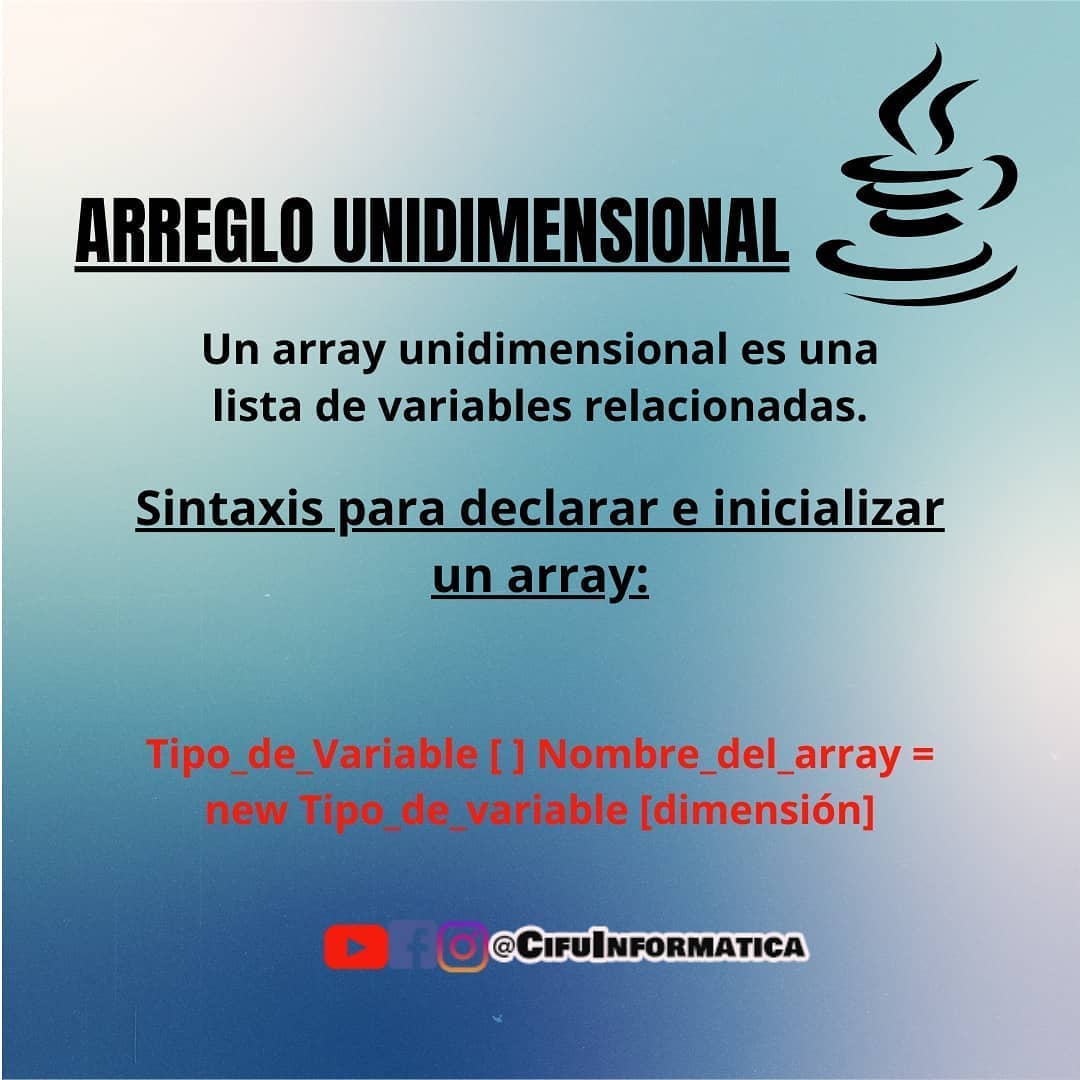 ARREGLO UNIDIMENSIONAL
Un array unidimensional es una
lista de variables relacionadas.
Sintaxis para declarar e inicializar
un array:
Tipo_de_Variable [ ] Nombre_del_array =
new Tipo_de_variable [dimensión]
@CIFUINFORMATICA